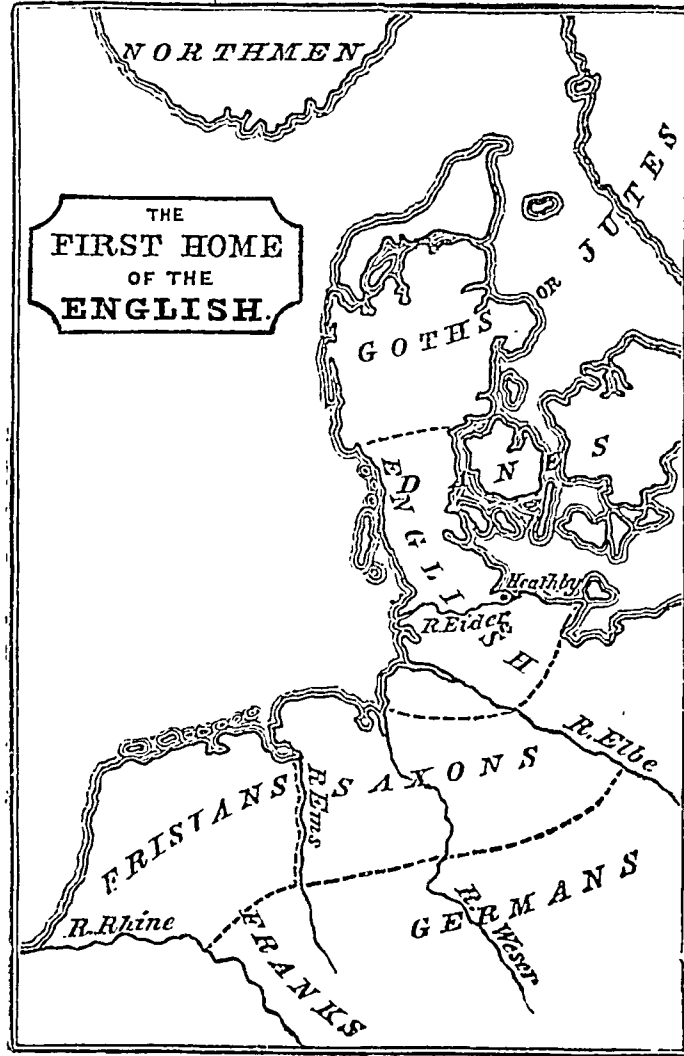 NORTHMEN
THE
FIRST HOME
OF THE
ENGLISH.
GOTHS OR JUTES
DANES
ENGLISH
Heathby
R.Eider
R.Elbe
FRISIANS
SAXONS
R.Ems
R.Rhine
R.Weser
GERMANS
FRANKS